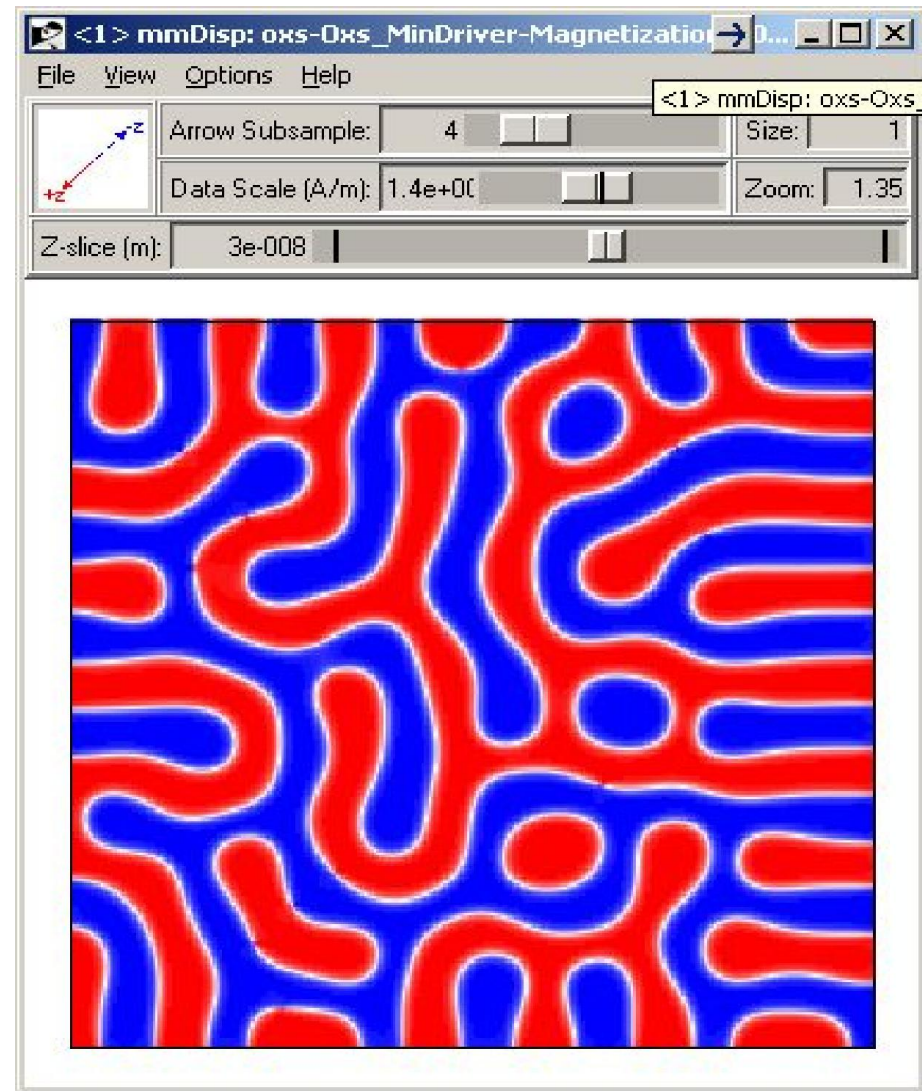 <1> mmDisp: oxs-Oxs_MinDriver-Magnetization
File View Options Help
<1> mmDisp: oxs-Oxs_
-z
+z
Arrow Subsample: 4
Size: 1
Data Scale (A/m): 1.4e+00
Zoom: 1.35
Z-slice (m): 3e-008